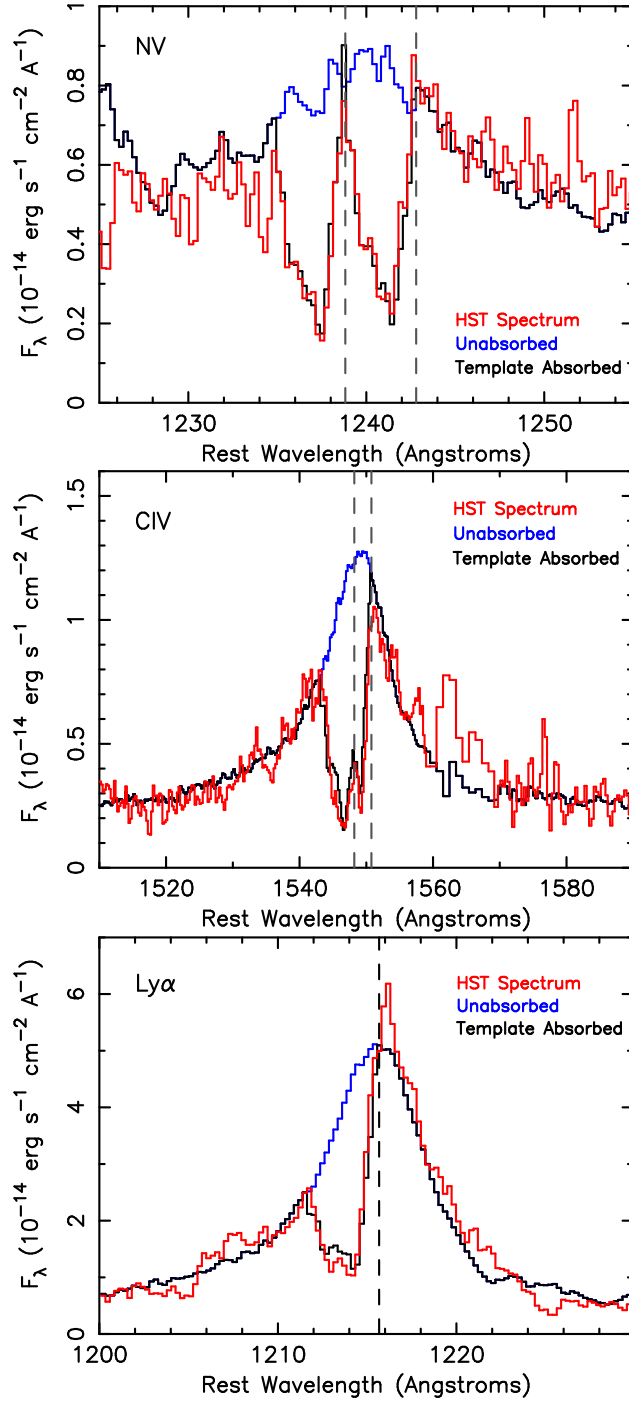 NV
F_λ (10^−14 erg s^−1 cm^−2 A^−1)
1
0.8
0.6
0.4
0.2
0
HST Spectrum
Unabsorbed
Template Absorbed
1230 1240 1250
Rest Wavelength (Angstroms)
CIV
F_λ (10^−14 erg s^−1 cm^−2 A^−1)
1.5
1
0.5
0
HST Spectrum
Unabsorbed
Template Absorbed
1520 1540 1560 1580
Rest Wavelength (Angstroms)
Lyα
F_λ (10^−14 erg s^−1 cm^−2 A^−1)
6
4
2
0
HST Spectrum
Unabsorbed
Template Absorbed
1200 1210 1220
Rest Wavelength (Angstroms)